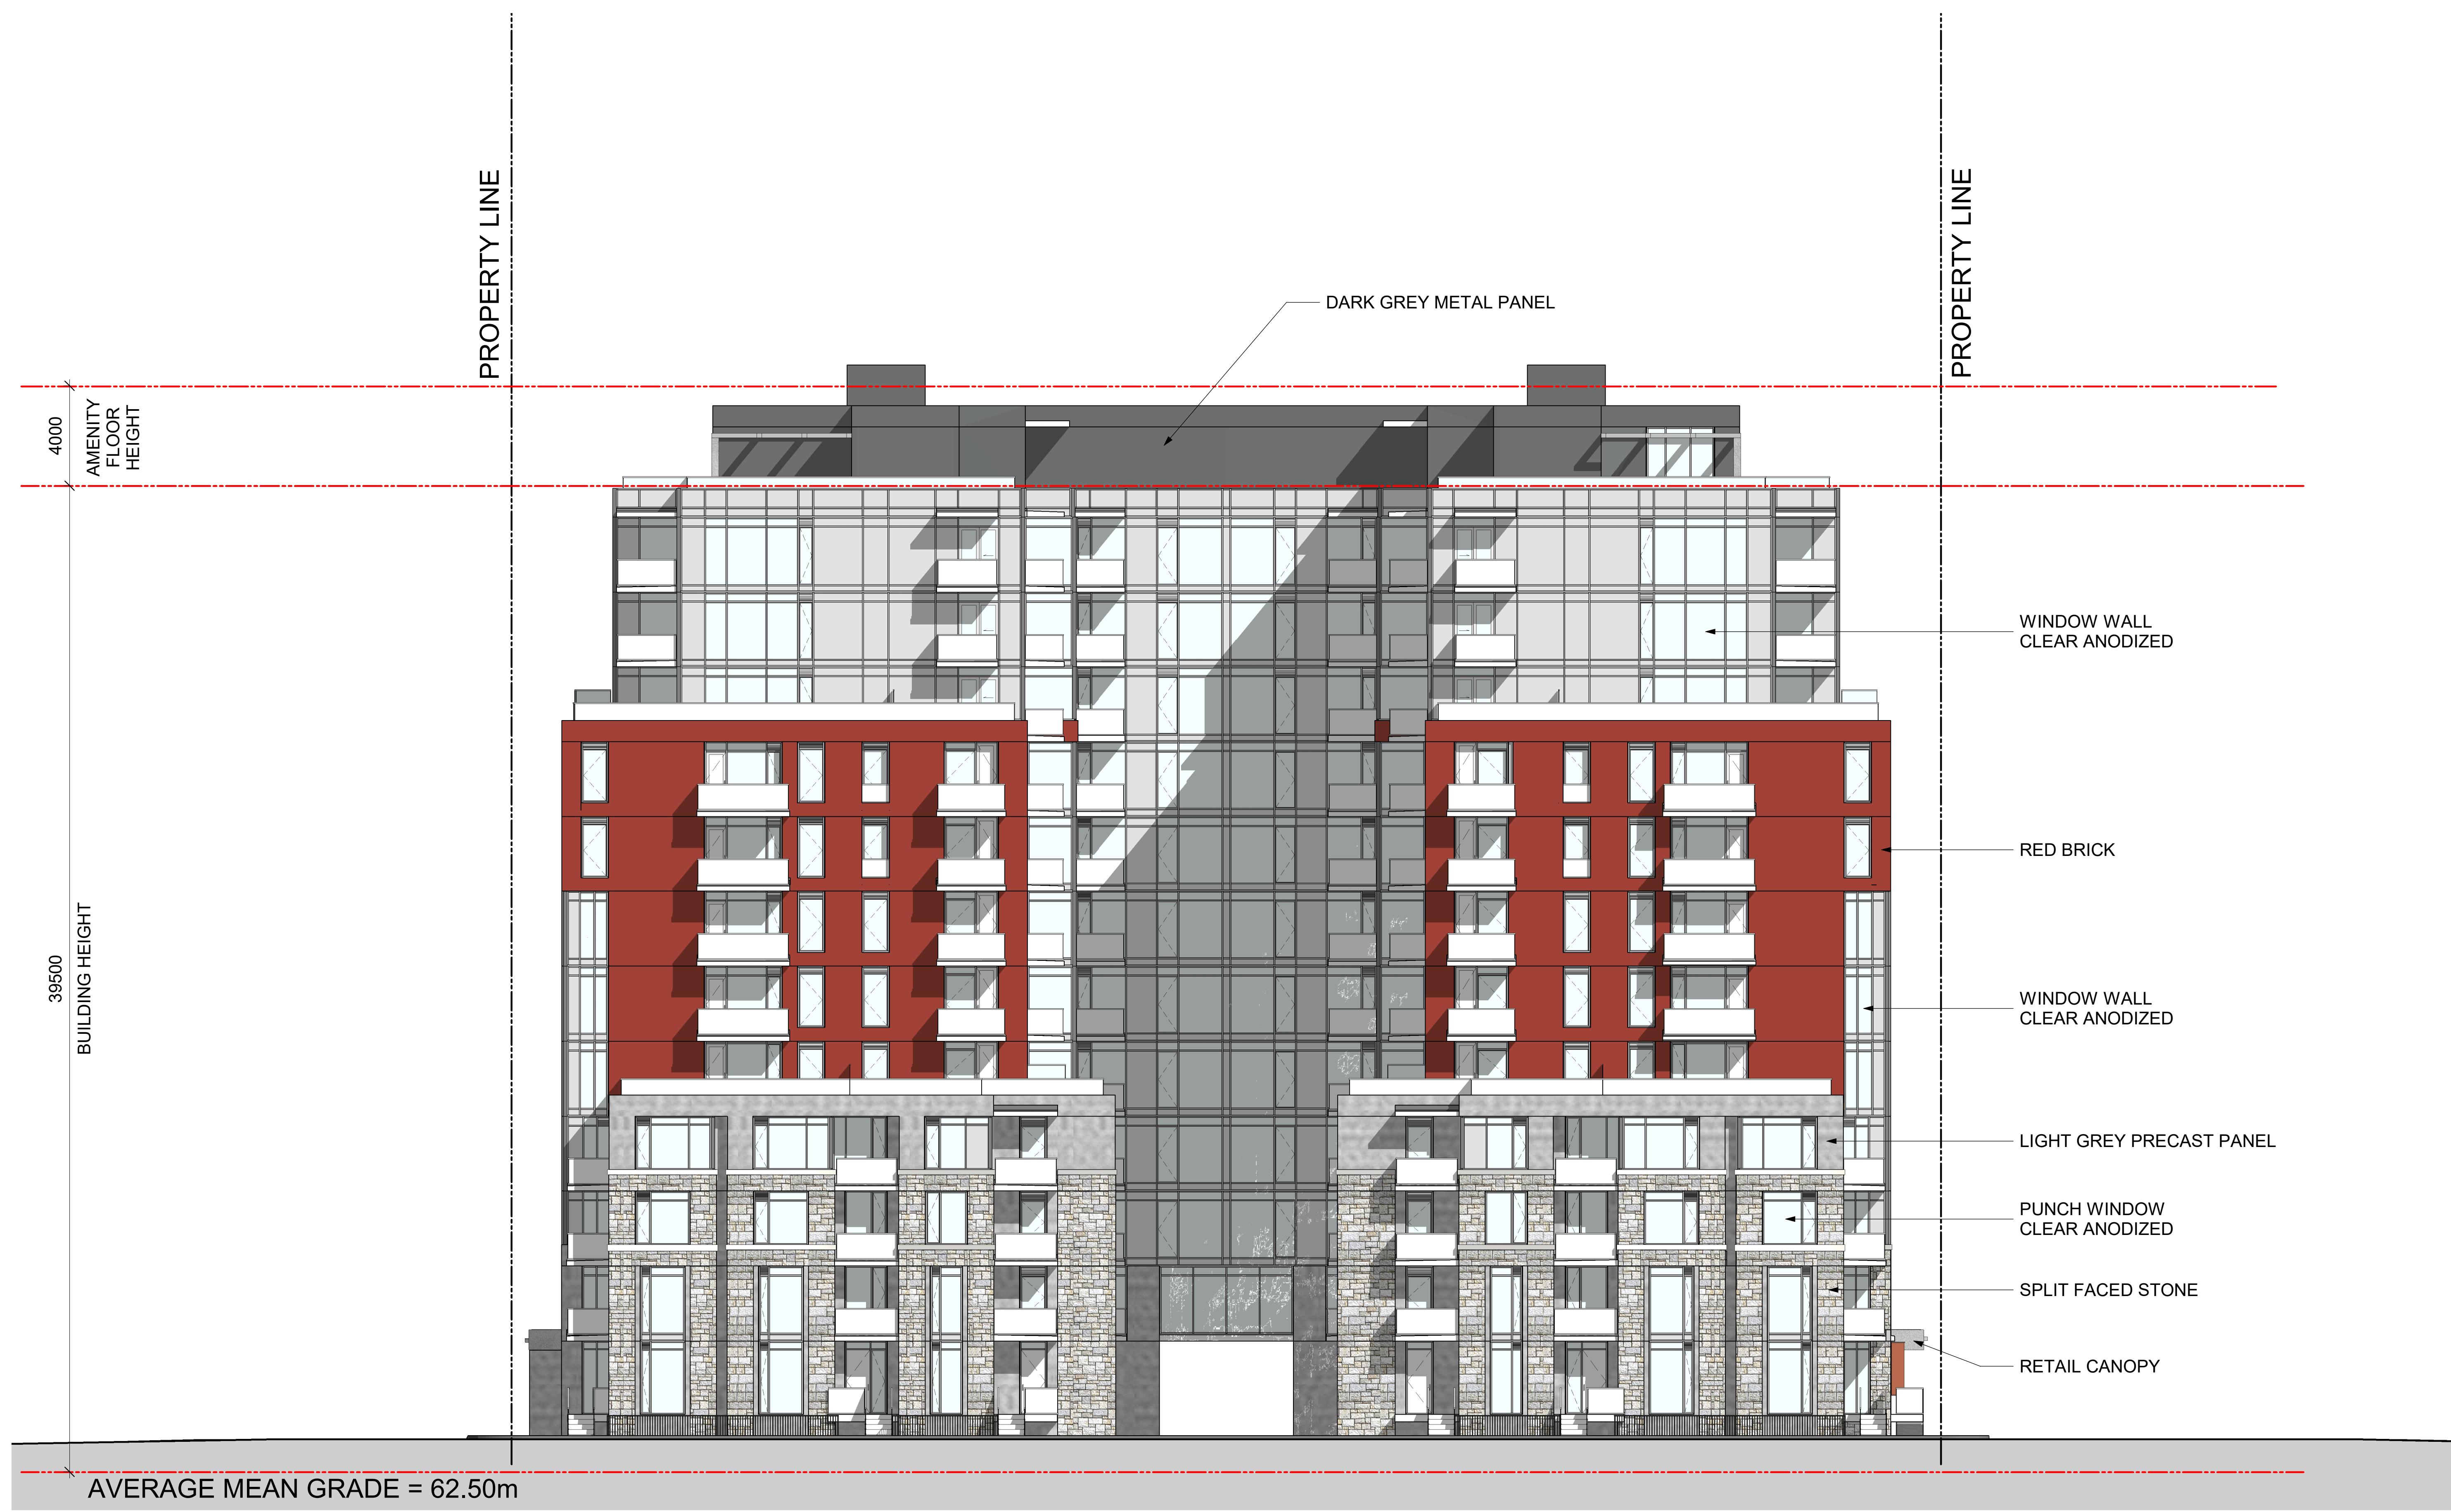 PROPERTY LINE
PROPERTY LINE
DARK GREY METAL PANEL
4000
AMENITY
FLOOR
HEIGHT
WINDOW WALL
CLEAR ANODIZED
RED BRICK
39500
BUILDING HEIGHT
WINDOW WALL
CLEAR ANODIZED
LIGHT GREY PRECAST PANEL
PUNCH WINDOW
CLEAR ANODIZED
SPLIT FACED STONE
RETAIL CANOPY
AVERAGE MEAN GRADE = 62.50m